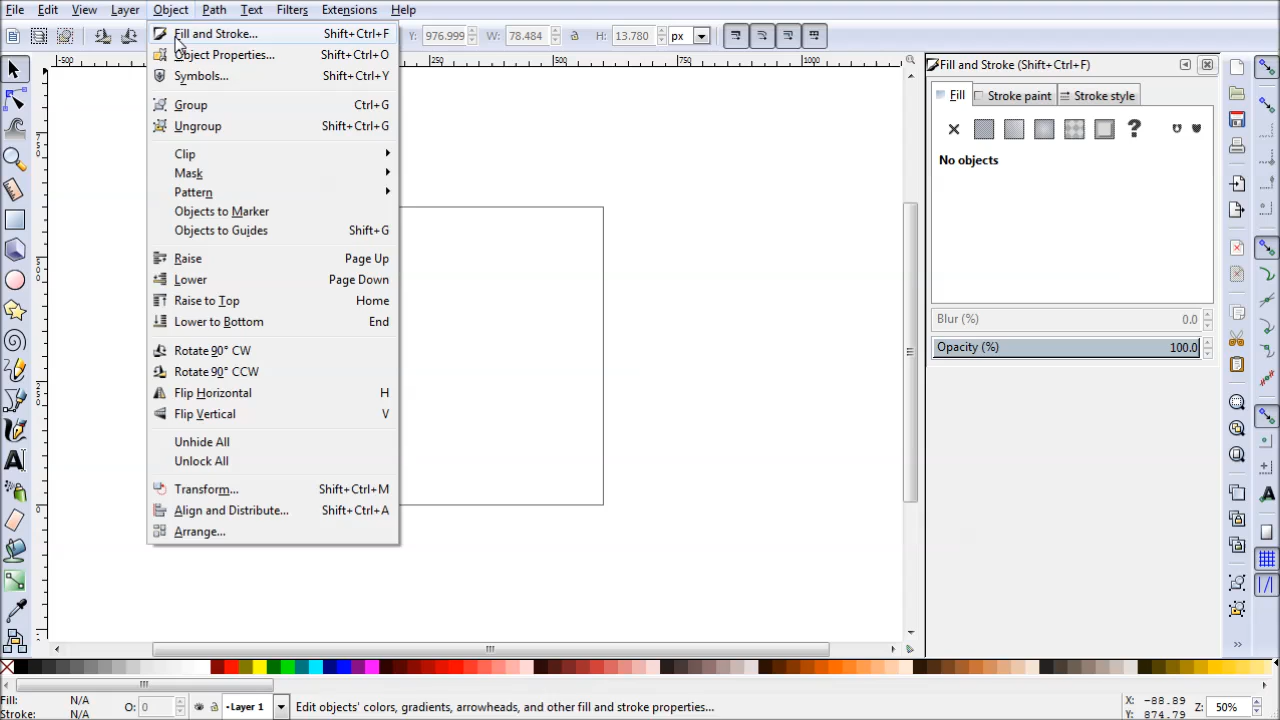 File Edit View Layer Object Path Text Filters Extensions Help
Fill and Stroke... Shift+Ctrl+F
Y: 976.999 W: 78.484 H: 13.780 px
Object Properties... Shift+Ctrl+O
Symbols... Shift+Ctrl+Y
Group Ctrl+G
Ungroup Shift+Ctrl+G
Clip
Mask
Pattern
Objects to Marker
Objects to Guides Shift+G
Raise Page Up
Lower Page Down
Raise to Top Home
Lower to Bottom End
Rotate 90° CW
Rotate 90° CCW
Flip Horizontal H
Flip Vertical V
Unhide All
Unlock All
Transform... Shift+Ctrl+M
Align and Distribute... Shift+Ctrl+A
Arrange...
-500 250 500 750 1000
Fill and Stroke (Shift+Ctrl+F)
Fill Stroke paint Stroke style
?
No objects
Blur (%) 0.0
Opacity (%) 100.0
Fill: N/A
Stroke: N/A
O: 0
Layer 1
Edit objects' colors, gradients, arrowheads, and other fill and stroke properties...
X: -88.89
Y: 874.79
Z: 50%